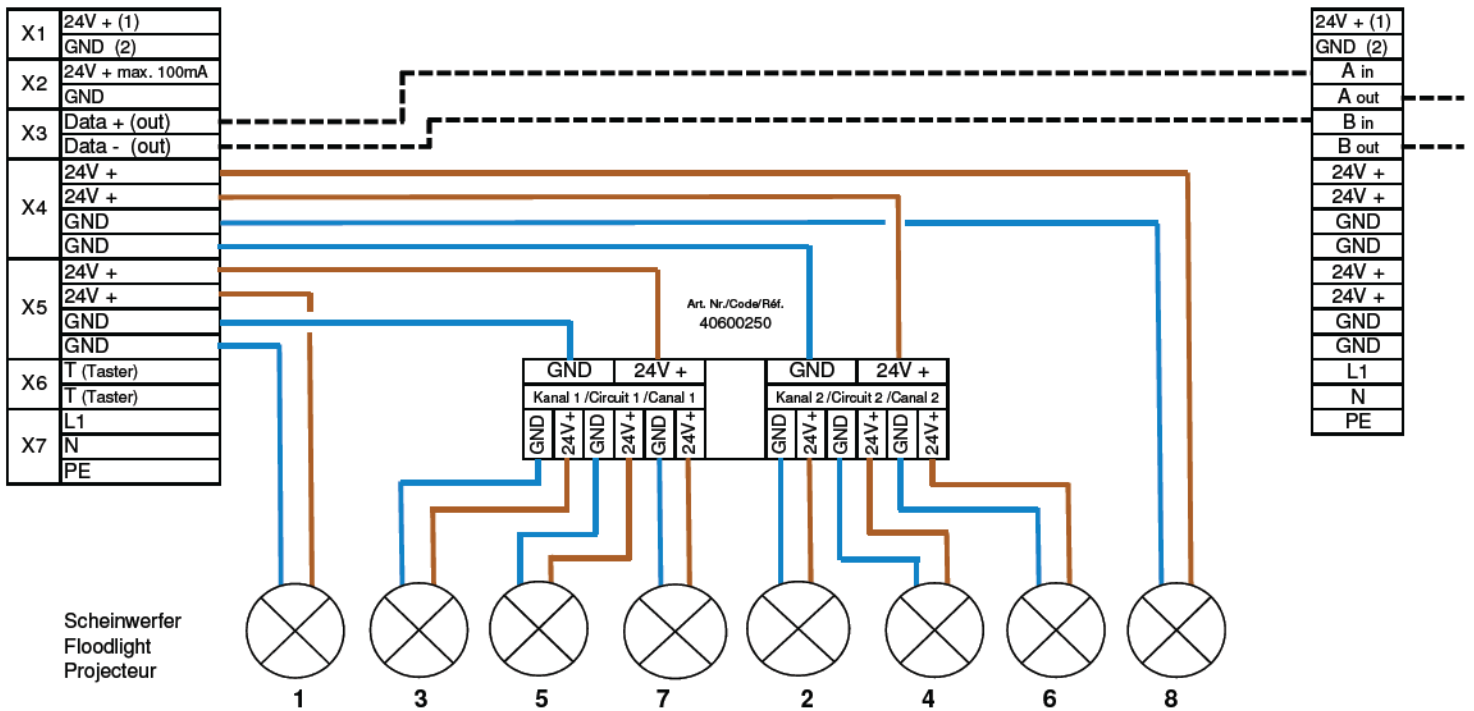 X1
24V + (1)
GND (2)
X2
24V + max. 100mA
GND
X3
Data + (out)
Data - (out)
X4
24V +
24V +
GND
GND
X5
24V +
24V +
GND
GND
X6
T (Taster)
T (Taster)
X7
L1
N
PE
Art. Nr./Code/Réf.
40600250
GND 24V +
Kanal 1 /Circuit 1 /Canal 1
GND 24V+ GND 24V+ GND 24V+
GND 24V +
Kanal 2 /Circuit 2 /Canal 2
GND 24V+ GND 24V+ GND 24V+
24V + (1)
GND (2)
A in
A out
B in
B out
24V +
24V +
GND
GND
24V +
24V +
GND
GND
L1
N
PE
Scheinwerfer
Floodlight
Projecteur
1 3 5 7 2 4 6 8